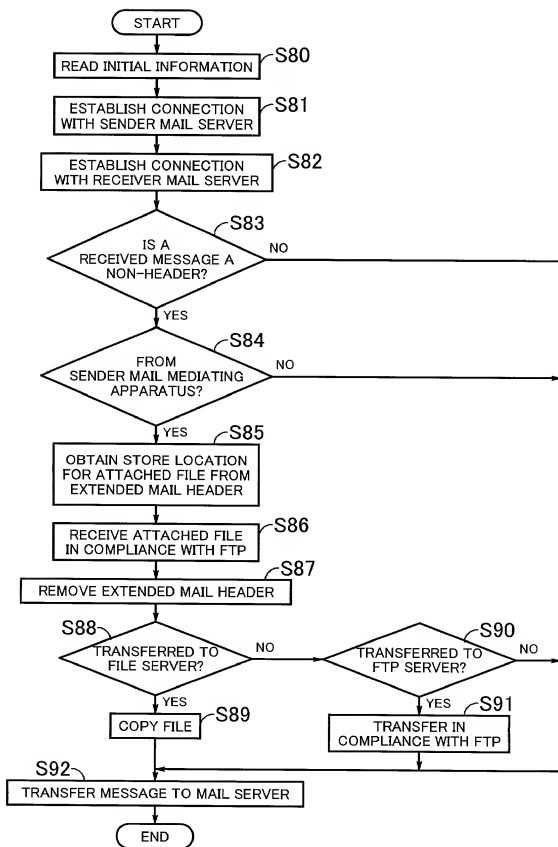 START
READ INITIAL INFORMATION
S80
ESTABLISH CONNECTION
WITH SENDER MAIL SERVER
S81
ESTABLISH CONNECTION
WITH RECEIVER MAIL SERVER
S82
S83
IS A
RECEIVED MESSAGE A
NON-HEADER?
NO
YES
S84
FROM
SENDER MAIL MEDIATING
APPARATUS?
NO
YES
S85
OBTAIN STORE LOCATION
FOR ATTACHED FILE FROM
EXTENDED MAIL HEADER
S86
RECEIVE ATTACHED FILE
IN COMPLIANCE WITH FTP
S87
REMOVE EXTENDED MAIL HEADER
S88
TRANSFERRED TO
FILE SERVER?
NO
YES
S90
TRANSFERRED TO
FTP SERVER?
NO
YES
S89
COPY FILE
S91
TRANSFER IN
COMPLIANCE WITH FTP
S92
TRANSFER MESSAGE TO MAIL SERVER
END